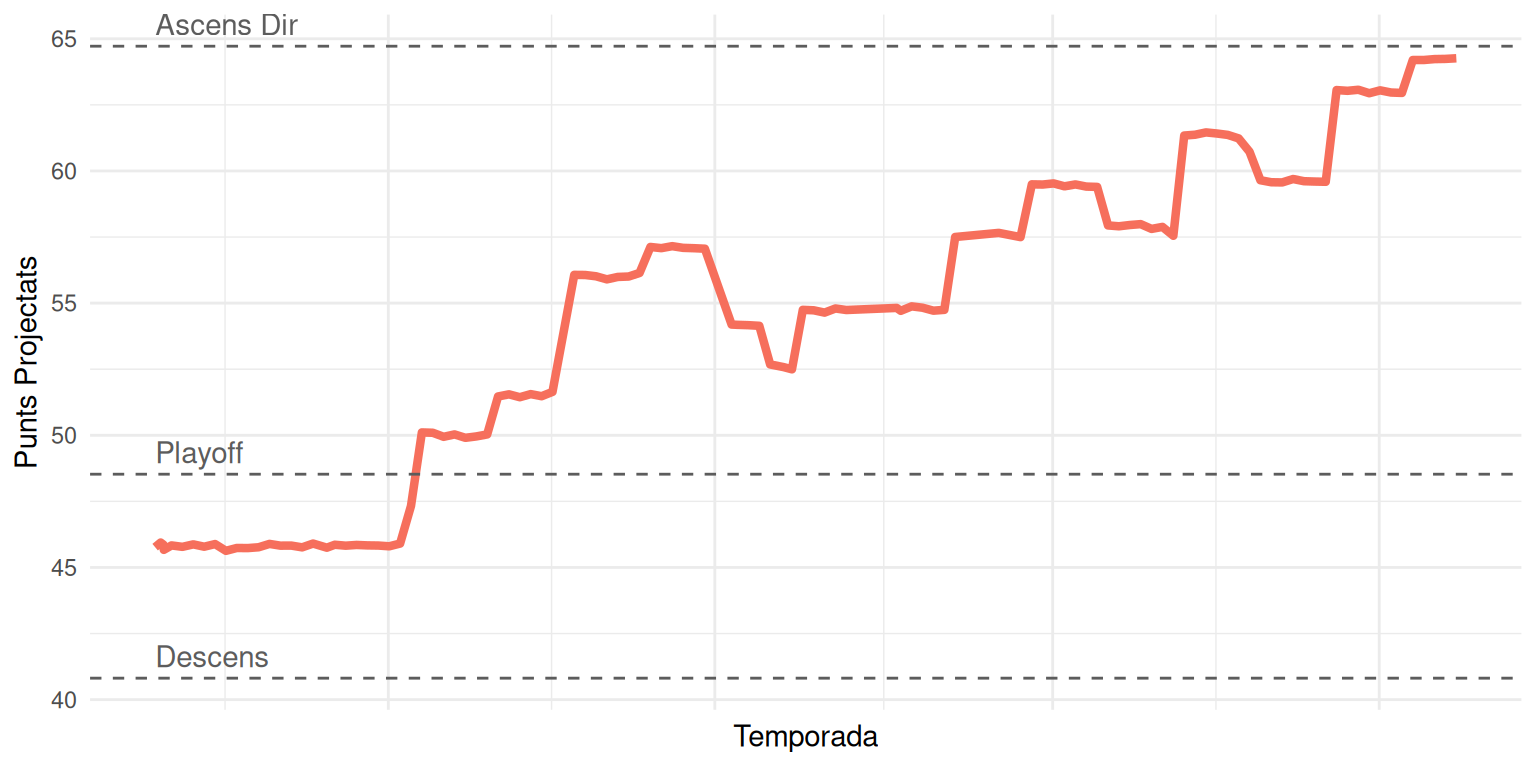 Ascens Dir
65
60
55
50
Playoff
45
Descens
40
Punts Projectats
Temporada